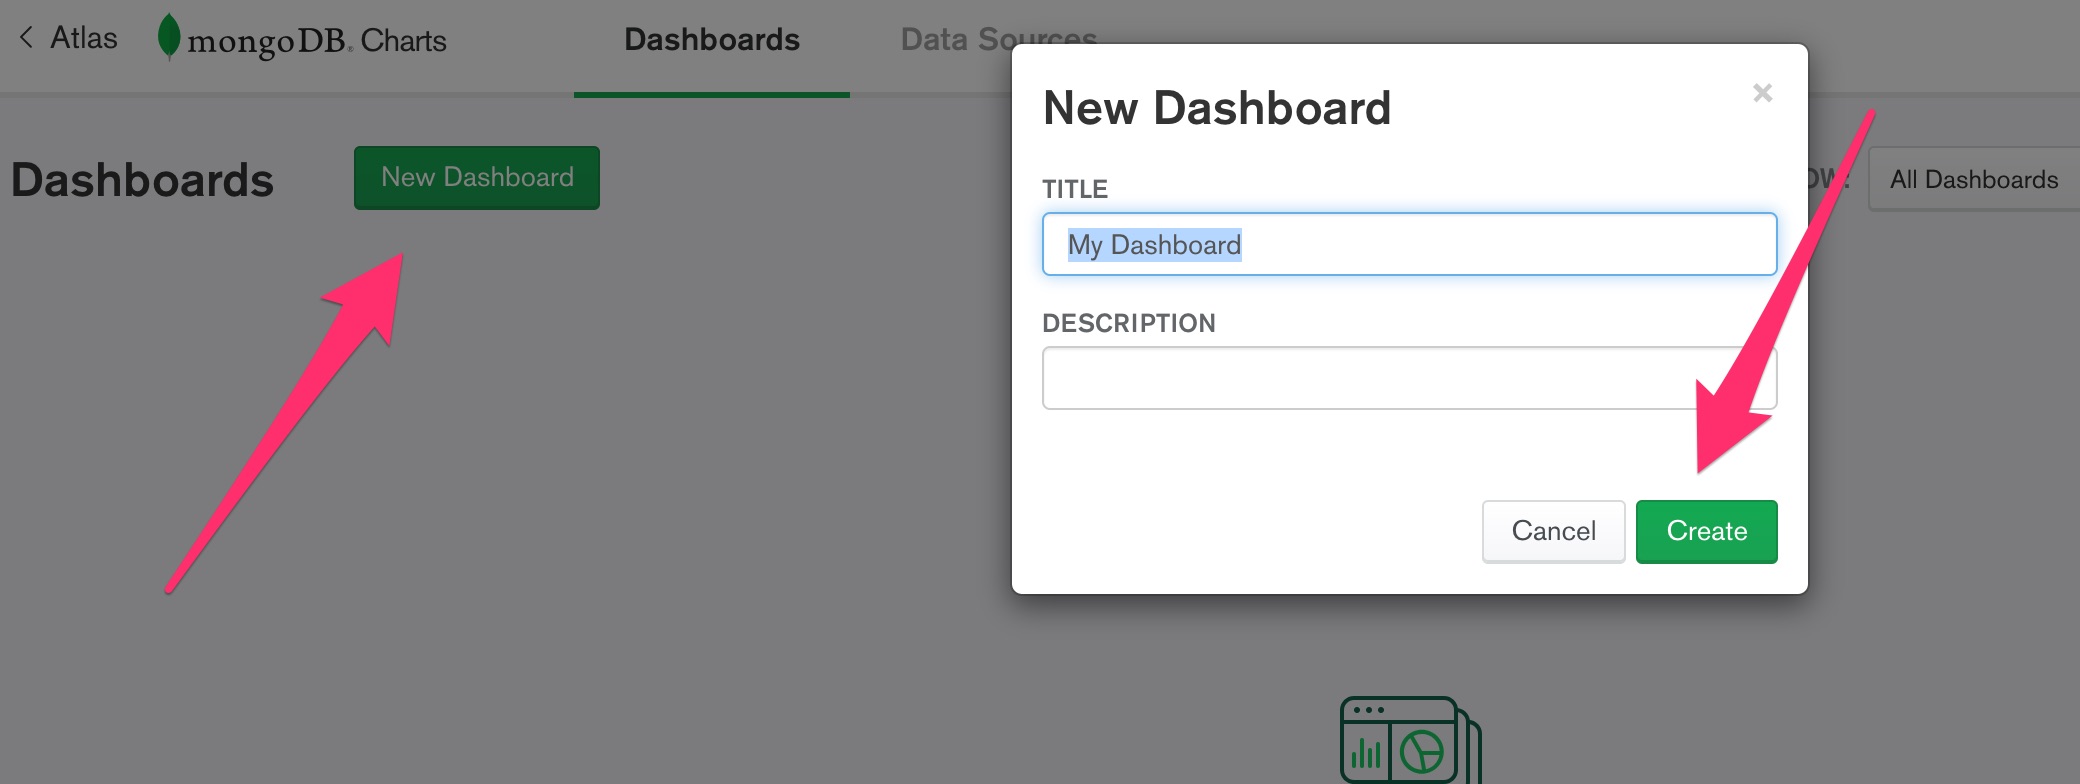 Atlas
mongoDB® Charts
Dashboards
Data Sources
Dashboards
New Dashboard
All Dashboards
New Dashboard
×
TITLE
My Dashboard
DESCRIPTION
Cancel
Create